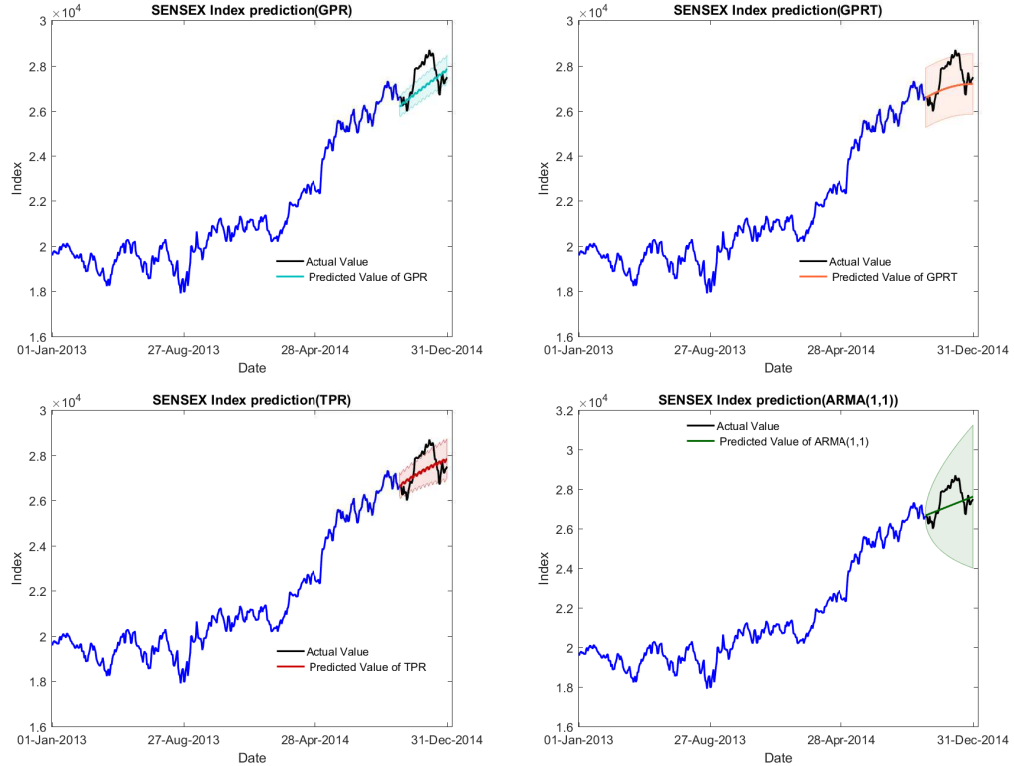 SENSEX Index prediction(GPR)
×10⁴
3
2.8
2.6
2.4
2.2
2
1.8
1.6
Index
Actual Value
Predicted Value of GPR
01-Jan-2013
27-Aug-2013
28-Apr-2014
31-Dec-2014
Date
SENSEX Index prediction(GPRT)
×10⁴
3
2.8
2.6
2.4
2.2
2
1.8
1.6
Index
Actual Value
Predicted Value of GPRT
01-Jan-2013
27-Aug-2013
28-Apr-2014
31-Dec-2014
Date
SENSEX Index prediction(TPR)
×10⁴
3
2.8
2.6
2.4
2.2
2
1.8
1.6
Index
Actual Value
Predicted Value of TPR
01-Jan-2013
27-Aug-2013
28-Apr-2014
31-Dec-2014
Date
SENSEX Index prediction(ARMA(1,1))
×10⁴
3.2
3
2.8
2.6
2.4
2.2
2
1.8
1.6
Index
Actual Value
Predicted Value of ARMA(1,1)
01-Jan-2013
27-Aug-2013
28-Apr-2014
31-Dec-2014
Date